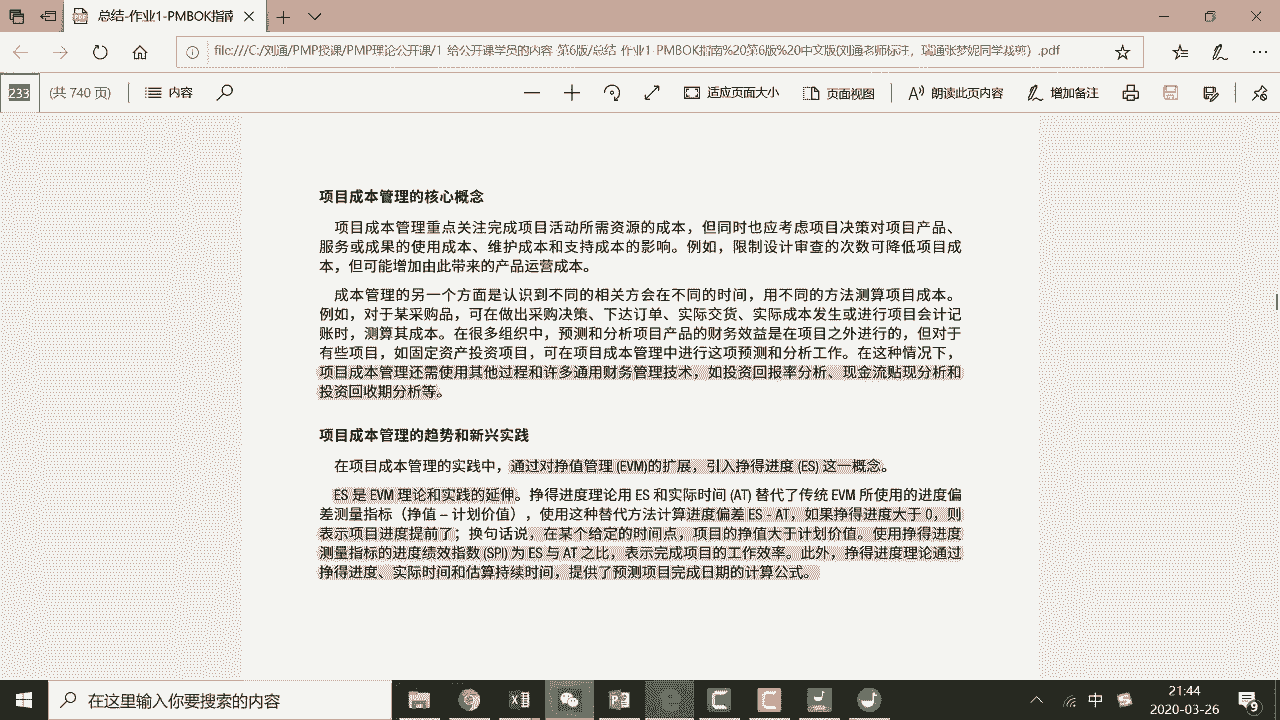 总结-作业1-PMBOK指南
file:///C:/刘通/PMP授课/PMP理论公开课/1 给公开课学员的内容 第6版/总结 作业1 PMBOK指南%20第6版%20中文版(刘通老师标注，瑞通张梦妮同学裁剪）.pdf
233 (共 740 页) 内容 适应页面大小 页面视图 朗读此页内容 增加备注
项目成本管理的核心概念
项目成本管理重点关注完成项目活动所需资源的成本，但同时也应考虑项目决策对项目产品、
服务或成果的使用成本、维护成本和支持成本的影响。例如，限制设计审查的次数可降低项目成
本，但可能增加由此带来的产品运营成本。
成本管理的另一个方面是认识到不同的相关方会在不同的时间，用不同的方法测算项目成本。
例如，对于某采购品，可在做出采购决策、下达订单、实际交货、实际成本发生或进行项目会计记
账时，测算其成本。在很多组织中，预测和分析项目产品的财务效益是在项目之外进行的，但对于
有些项目，如固定资产投资项目，可在项目成本管理中进行这项预测和分析工作。在这种情况下，
项目成本管理还需使用其他过程和许多通用财务管理技术，如投资回报率分析、现金流贴现分析和
投资回收期分析等。
项目成本管理的趋势和新兴实践
在项目成本管理的实践中，通过对挣值管理 (EVM)的扩展，引入挣得进度 (ES) 这一概念。
ES 是 EVM 理论和实践的延伸。挣得进度理论用 ES 和实际时间 (AT) 替代了传统 EVM 所使用的进度偏
差测量指标（挣值 – 计划价值），使用这种替代方法计算进度偏差 ES - AT，如果挣得进度大于 0，则
表示项目进度提前了；换句话说，在某个给定的时间点，项目的挣值大于计划价值。使用挣得进度
测量指标的进度绩效指数 (SPI) 为 ES 与 AT 之比，表示完成项目的工作效率。此外，挣得进度理论通过
挣得进度、实际时间和估算持续时间，提供了预测项目完成日期的计算公式。
在这里输入你要搜索的内容
中
21:44
2020-03-26
9